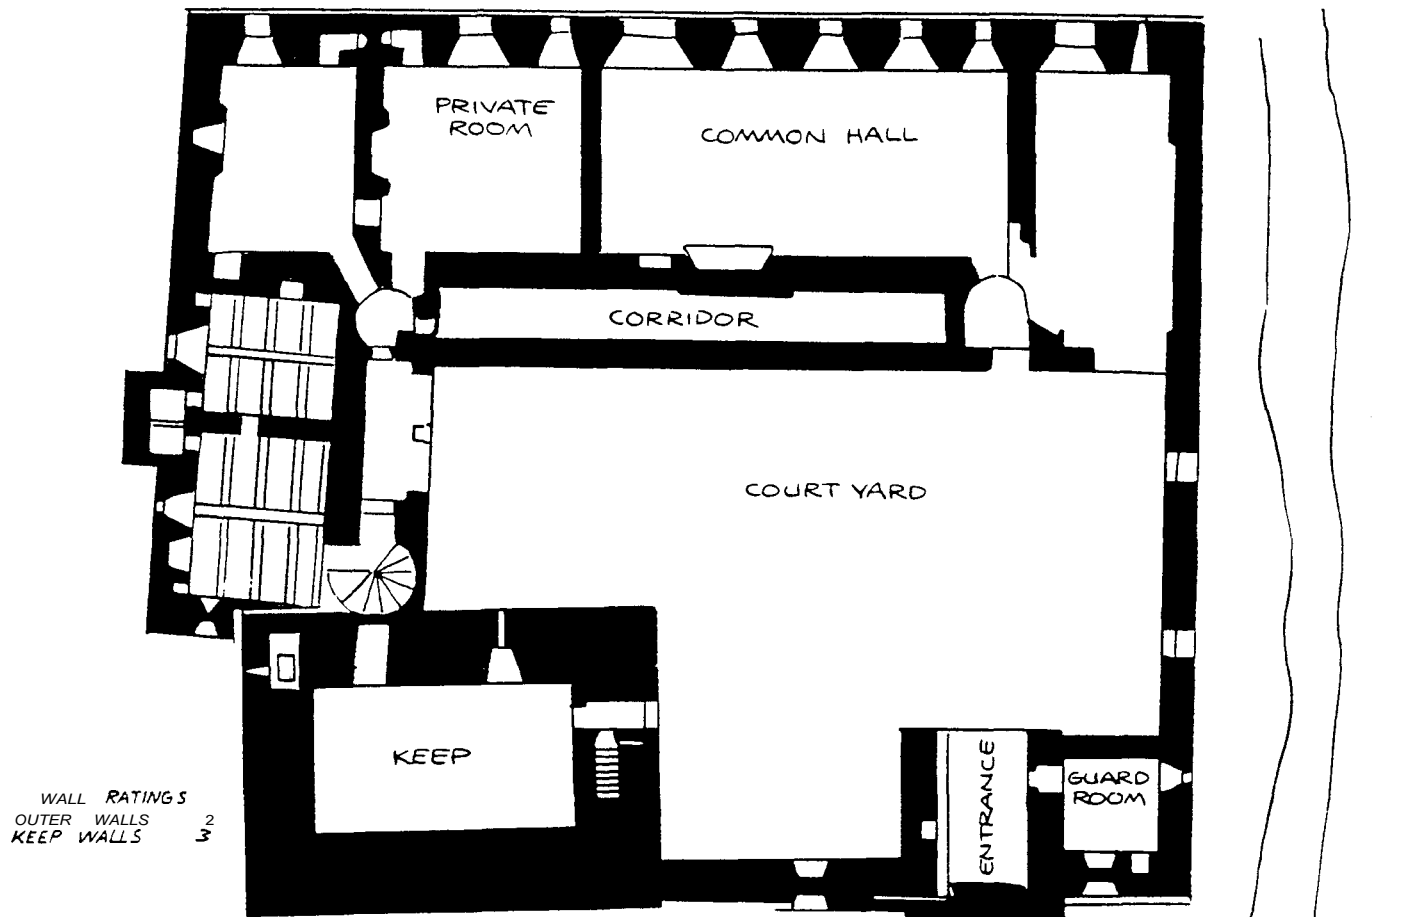 PRIVATE
ROOM
COMMON HALL
CORRIDOR
COURT YARD
KEEP
ENTRANCE
GUARD
ROOM
WALL RATINGS
OUTER WALLS 2
KEEP WALLS 3